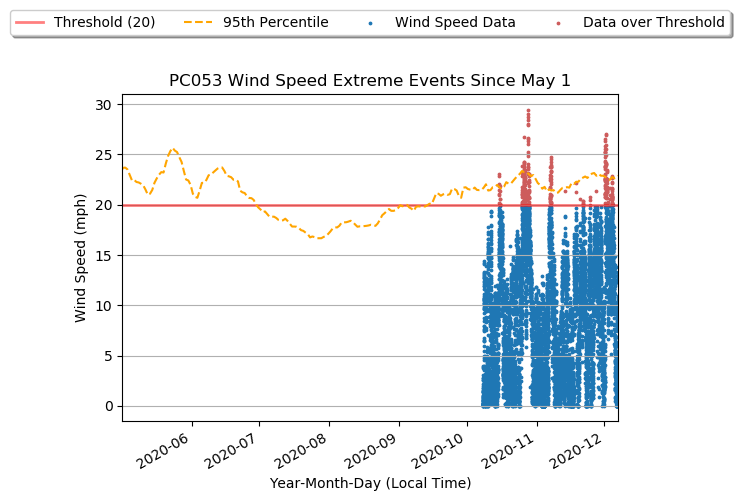 Threshold (20) 95th Percentile Wind Speed Data Data over Threshold
PC053 Wind Speed Extreme Events Since May 1
30
25
20
15
10
5
0
Wind Speed (mph)
2020-06 2020-07 2020-08 2020-09 2020-10 2020-11 2020-12
Year-Month-Day (Local Time)